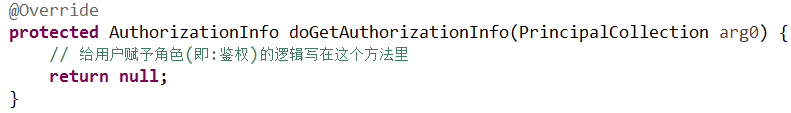 @Override
protected AuthorizationInfo doGetAuthorizationInfo(PrincipalCollection arg0) {
    // 给用户赋予角色(即:鉴权)的逻辑写在这个方法里
    return null;
}